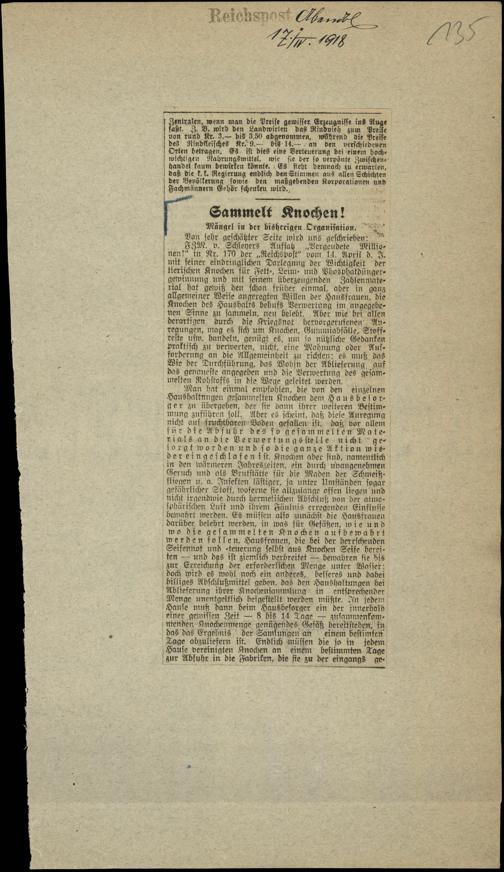 Reichspost Abendbl
17./IV. 1918
135
Zentralen, wenn man die Preise gewisser Erzeugnisse ins Auge
faßt. Z. B. wird den Landwirten das Rindvieh zum Preise
von rund Kr. 3.— bis 3.50 abgenommen, während die Preise
des Rindfleisches Kr. 9.— bis 14.— an den verschiedenen
Orten betragen. Es ist dies eine Verteuerung bei einem hoch-
wichtigen Nahrungsmittel, wie sie der so verpönte Zwischen-
handel kaum bewirken könnte. Es steht demnach zu erwarten,
daß die k. k. Regierung endlich den Stimmen aus allen Schichten
der Bevölkerung sowie den maßgebenden Korporationen und
Fachmännern Gehör schenken wird.
Sammelt Knochen!
Mängel in der bisherigen Organisation.
Von sehr geschätzter Seite wird uns geschrieben:
FZM. v. Schleyers Aufsatz „Vergeudete Millio-
nen!" in Nr. 170 der „Reichspost" vom 14. April d. J.
mit seiner eindringlichen Darlegung der Wichtigkeit der
tierischen Knochen für Fett-, Leim- und Phosphatdünger-
gewinnung und mit seinem überzeugenden Zahlenmate-
rial hat gewiß den schon früher einmal, aber in ganz
allgemeiner Weise angeregten Willen der Hausfrauen, die
Knochen des Haushalts behufs Verwertung im angegebe-
nen Sinne zu sammeln, neu belebt. Aber wie bei allen
derartigen durch die Kriegsnot hervorgerufenen An-
regungen, mag es sich um Knochen, Gummiabfälle, Stoff-
reste usw. handeln, genügt es, um so nützliche Gedanken
praktisch zu verwerten, nicht, eine Mahnung oder Auf-
forderung an die Allgemeinheit zu richten; es muß das
Wie der Durchführung, das Wohin der Ablieferung auf
das genaueste angegeben und die Verwertung des gesam-
melten Rohstoffs in die Wege geleitet werden.
Man hat einmal empfohlen, die von den einzelnen
Haushaltungen gesammelten Knochen dem Hausbesor-
ger zu übergeben, der sie dann ihrer weiteren Bestim-
mung zuführen soll. Aber es scheint, daß diese Anregung
nicht auf fruchtbaren Boden gefallen ist, daß vor allem
für die Abfuhr des so gesammelten Mate-
rials an die Verwertungsstelle nicht ge-
sorgt worden und so die ganze Aktion wie-
der eingeschlafen ist. Knochen aber sind, namentlich
in den wärmeren Jahreszeiten, ein durch unangenehmen
Geruch und als Brutstätte für die Maden der Schmeiß-
fliegen u. a. Insekten lästiger, ja unter Umständen sogar
gefährlicher Stoff, woferne sie allzulange offen liegen und
nicht irgendwie durch hermetischen Abschluß von der atmo-
sphärischen Luft und ihrem Fäulnis erregenden Einflusse
bewahrt werden. Es müssen also zunächst die Hausfrauen
darüber belehrt werden, in was für Gefäßen, wie und
wo die gesammelten Knochen aufbewahrt
werden sollen. Hausfrauen, die bei der herrschenden
Seifennot und -teuerung selbst aus Knochen Seife berei-
ten — und das ist ziemlich verbreitet — bewahren sie bis
zur Erreichung der erforderlichen Menge unter Wasser;
doch wird es wohl noch ein anderes, besseres und dabei
billiges Abschlußmittel geben, das den Haushaltungen bei
Ablieferung ihrer Knochensammlung in entsprechender
Menge unentgeltlich beigestellt werden müßte. In jedem
Hause muß dann beim Hausbesorger ein der innerhalb
einer gewissen Zeit — 8 bis 14 Tage — zusammenkom-
menden Knochenmenge genügendes Gefäß bereitstehen, in
das das Ergebnis der Samlungen an einem bestimmten
Tage abzuliefern ist. Endlich müssen die so in jedem
Hause vereinigten Knochen an einem bestimmten Tage
zur Abfuhr in die Fabriken, die sie zu der eingangs ge-